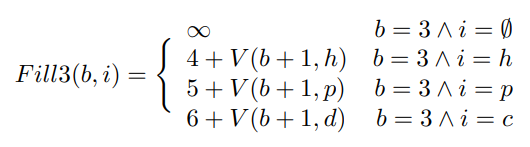 ∞ b = 3 ∧ i = ∅
Fill3(b, i) = { 4 + V(b + 1, h) b = 3 ∧ i = h
5 + V(b + 1, p) b = 3 ∧ i = p
6 + V(b + 1, d) b = 3 ∧ i = c